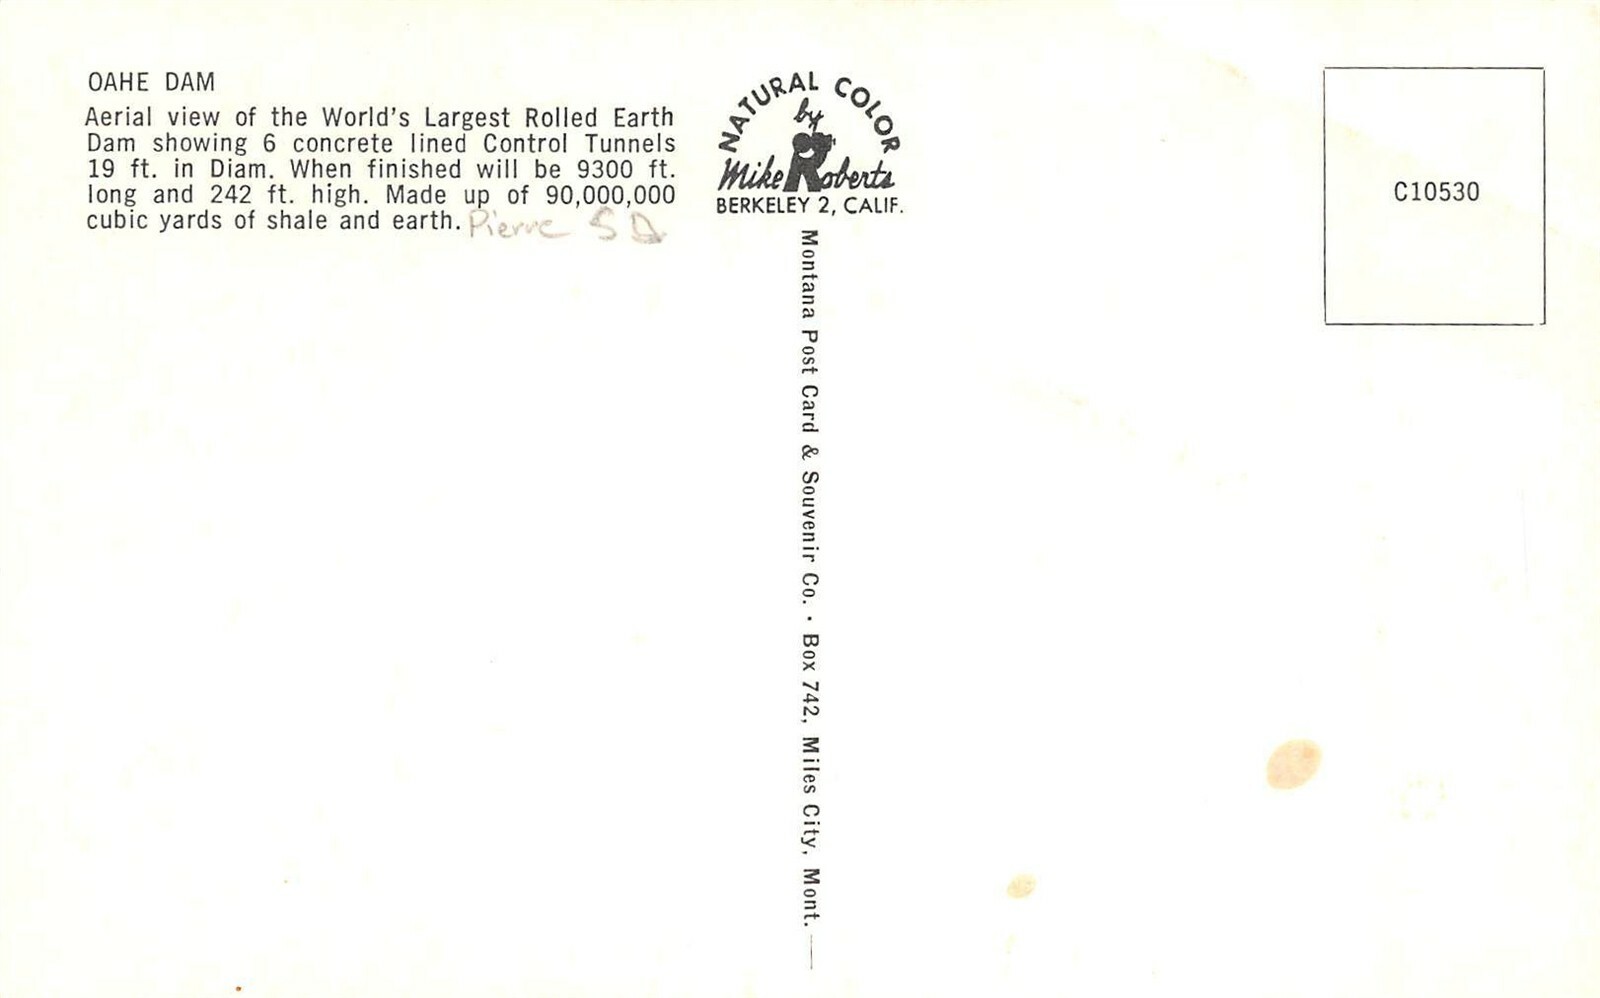 OAHE DAM
Aerial view of the World's Largest Rolled Earth
Dam showing 6 concrete lined Control Tunnels
19 ft. in Diam. When finished will be 9300 ft.
long and 242 ft. high. Made up of 90,000,000
cubic yards of shale and earth. Pierre SD
NATURAL COLOR
by
Mike Roberts
BERKELEY 2, CALIF.
Montana Post Card & Souvenir Co. • Box 742, Miles City, Mont.
C10530